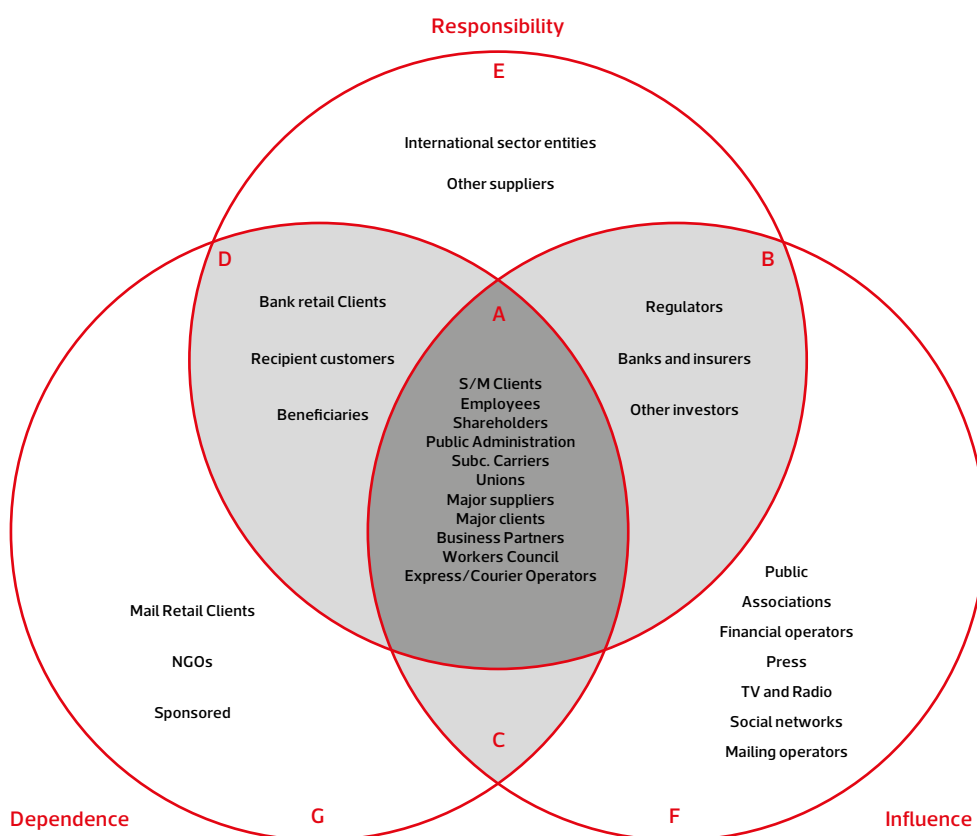 Responsibility
E
International sector entities
Other suppliers
D
Bank retail Clients
Recipient customers
Beneficiaries
B
Regulators
Banks and insurers
Other investors
A
S/M Clients
Employees
Shareholders
Public Administration
Subc. Carriers
Unions
Major suppliers
Major clients
Business Partners
Workers Council
Express/Courier Operators
Mail Retail Clients
NGOs
Sponsored
Public
Associations
Financial operators
Press
TV and Radio
Social networks
Mailing operators
C
Dependence
G
F
Influence